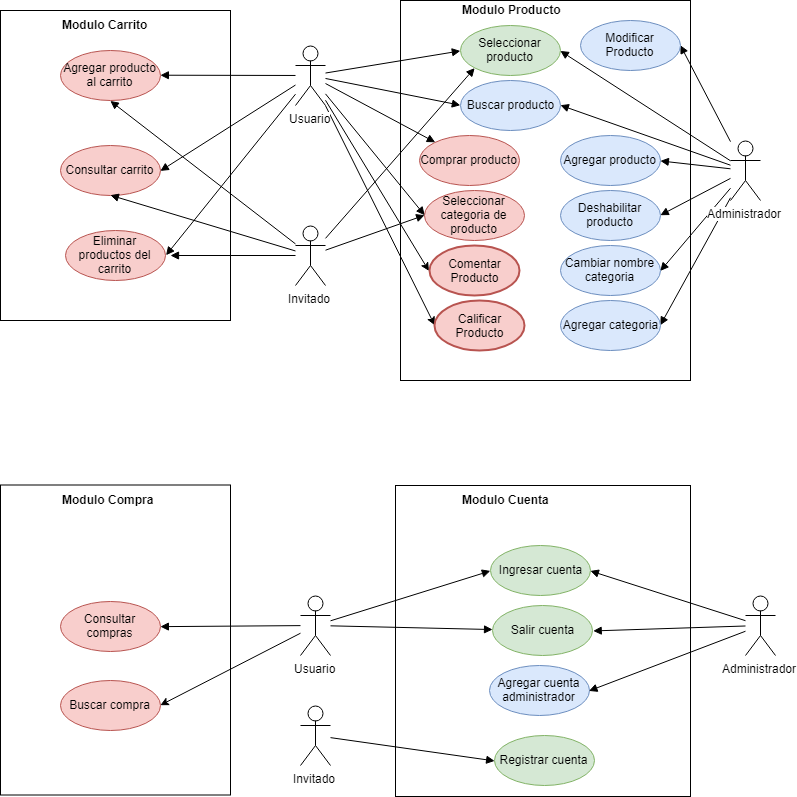 Modulo Carrito
Agregar producto
al carrito
Consultar carrito
Eliminar
productos del
carrito
Usuario
Invitado
Modulo Producto
Seleccionar
producto
Modificar
Producto
Buscar producto
Comprar producto
Agregar producto
Seleccionar
categoria de
producto
Deshabilitar
producto
Comentar
Producto
Cambiar nombre
categoria
Calificar
Producto
Agregar categoria
Administrador
Modulo Compra
Consultar
compras
Buscar compra
Usuario
Invitado
Modulo Cuenta
Ingresar cuenta
Salir cuenta
Agregar cuenta
administrador
Registrar cuenta
Administrador